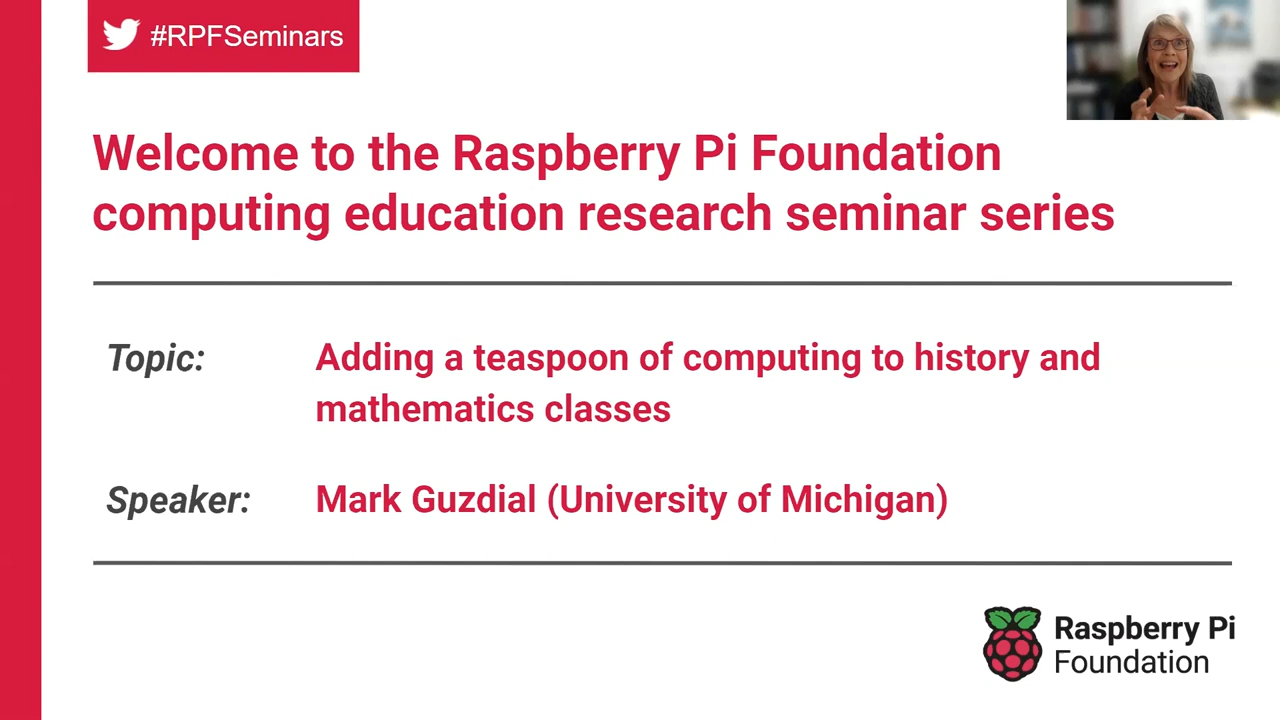 #RPFSeminars
Welcome to the Raspberry Pi Foundation
computing education research seminar series
Topic:
Adding a teaspoon of computing to history and
mathematics classes
Speaker:
Mark Guzdial (University of Michigan)
Raspberry Pi
Foundation